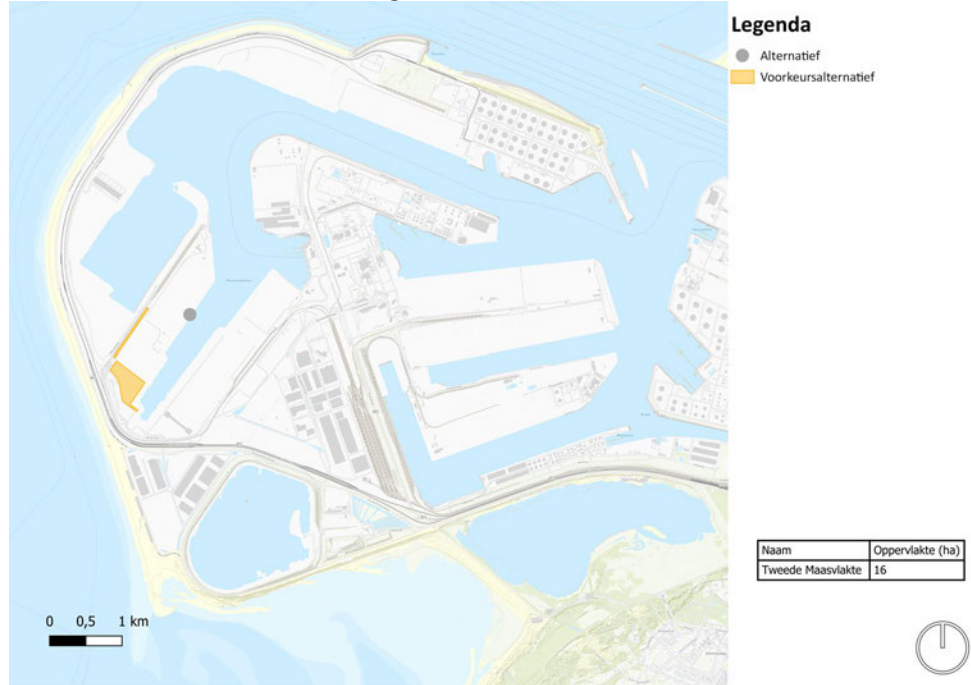 Legenda
Alternatief
Voorkeursalternatief
Naam Oppervlakte (ha)
Tweede Maasvlakte 16
0 0,5 1 km